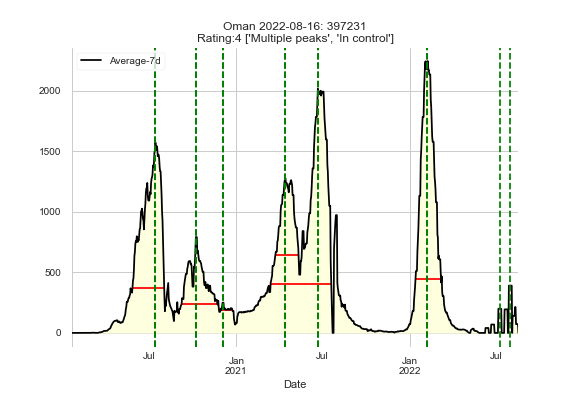 Oman 2022-08-16: 397231
Rating:4 ['Multiple peaks', 'In control']
Average-7d
2000
1500
1000
500
0
Jul
Jan
2021
Jul
Jan
2022
Jul
Date